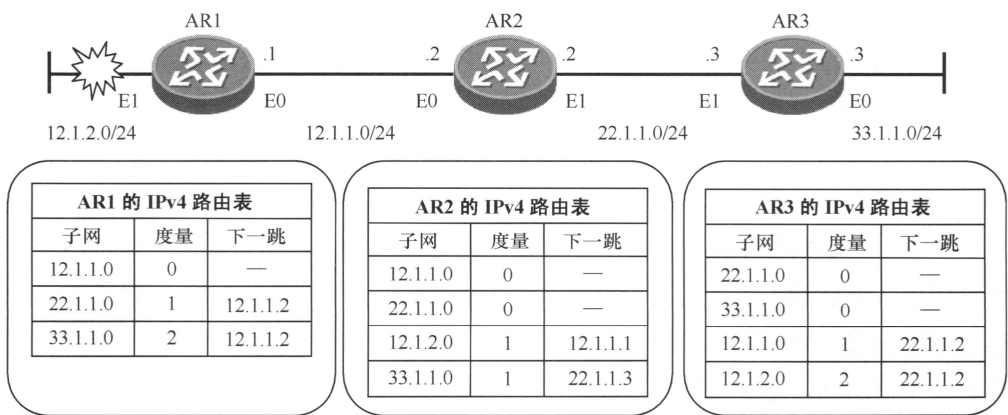 AR1 AR2 AR3
.1 .2 .2 .3 .3
E1 E0 E0 E1 E1 E0
12.1.2.0/24 12.1.1.0/24 22.1.1.0/24 33.1.1.0/24
AR1 的 IPv4 路由表
子网 度量 下一跳
12.1.1.0 0 —
22.1.1.0 1 12.1.1.2
33.1.1.0 2 12.1.1.2
AR2 的 IPv4 路由表
子网 度量 下一跳
12.1.1.0 0 —
22.1.1.0 0 —
12.1.2.0 1 12.1.1.1
33.1.1.0 1 22.1.1.3
AR3 的 IPv4 路由表
子网 度量 下一跳
22.1.1.0 0 —
33.1.1.0 0 —
12.1.1.0 1 22.1.1.2
12.1.2.0 2 22.1.1.2